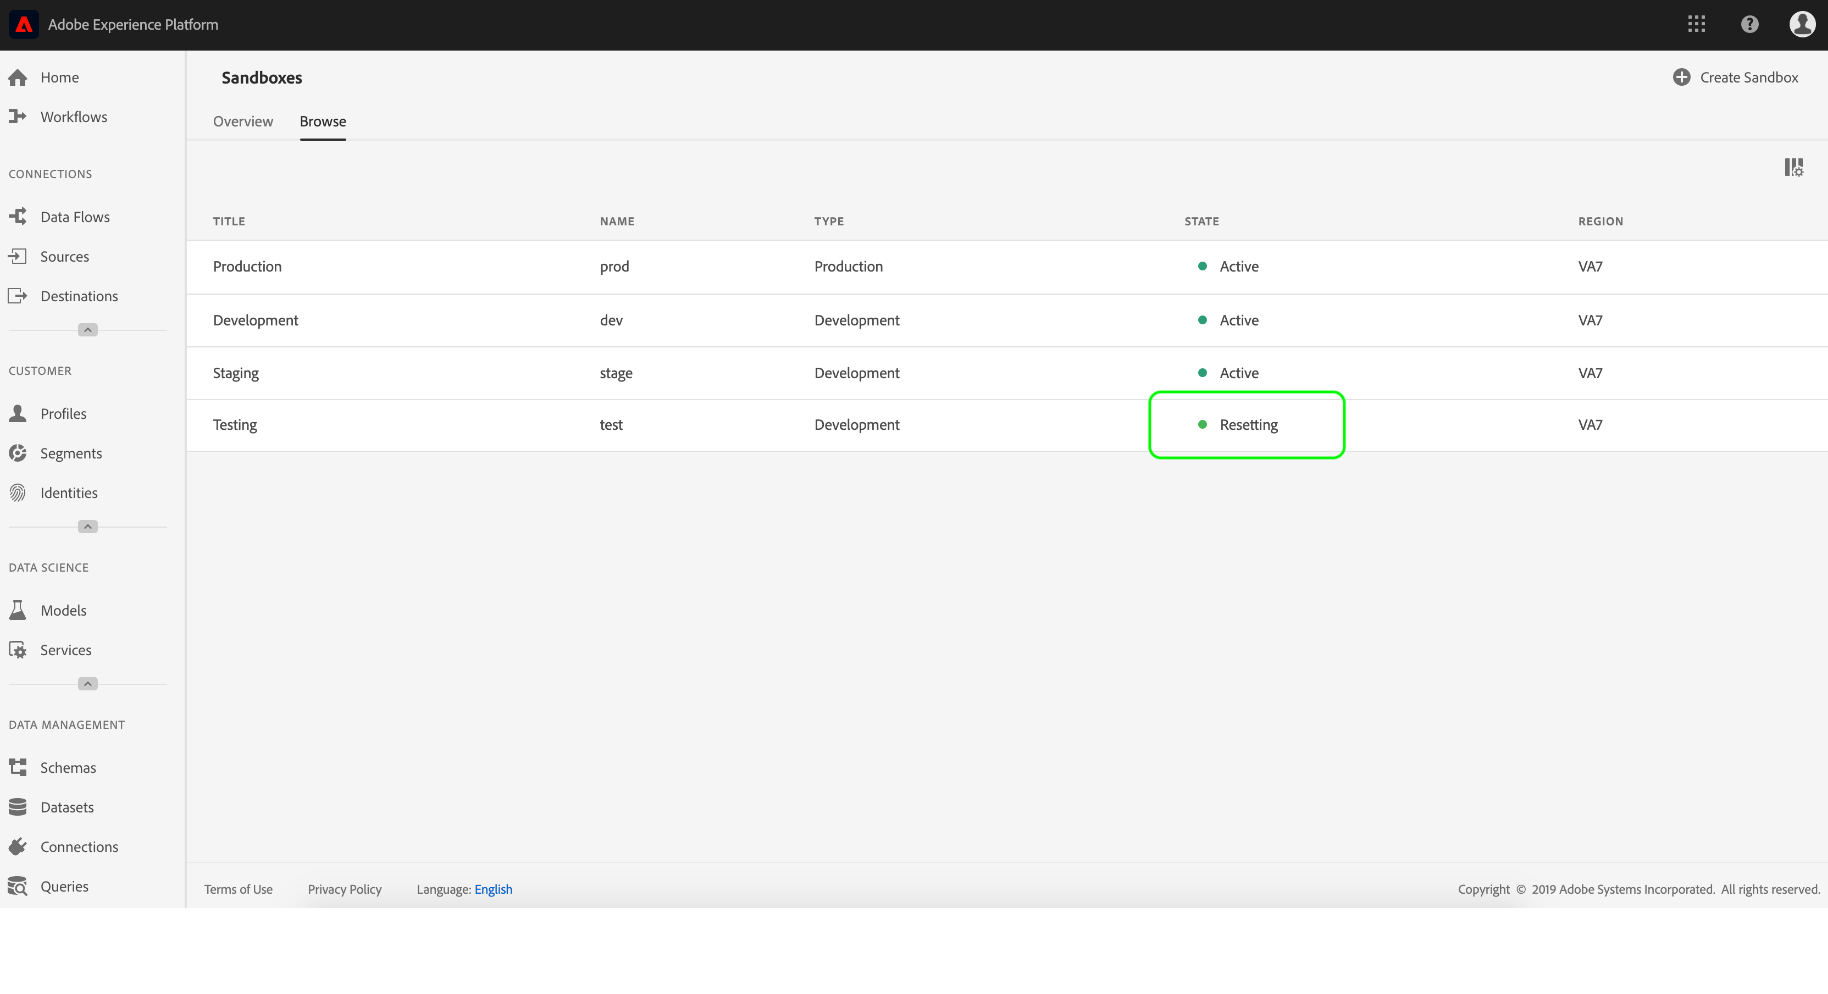 Adobe Experience Platform
Home
Workflows
CONNECTIONS
Data Flows
Sources
Destinations
CUSTOMER
Profiles
Segments
Identities
DATA SCIENCE
Models
Services
DATA MANAGEMENT
Schemas
Datasets
Connections
Queries
Sandboxes
Create Sandbox
Overview Browse
TITLE NAME TYPE STATE REGION
Production prod Production Active VA7
Development dev Development Active VA7
Staging stage Development Active VA7
Testing test Development Resetting VA7
Terms of Use Privacy Policy Language: English Copyright © 2019 Adobe Systems Incorporated. All rights reserved.